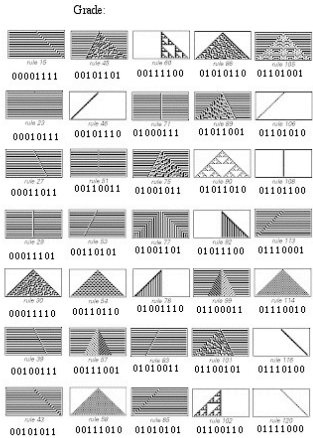 Grade:
rule 15 rule 45 rule 60 rule 86 rule 105
00001111 00101101 00111100 01010110 01101001
rule 23 rule 46 rule 71 rule 89 rule 106
00010111 00101110 01000111 01011001 01101010
rule 27 rule 51 rule 75 rule 90 rule 108
00011011 00110011 01001011 01011010 01101100
rule 29 rule 53 rule 77 rule 92 rule 113
00011101 00110101 01001101 01011100 01110001
rule 30 rule 54 rule 78 rule 99 rule 114
00011110 00110110 01001110 01100011 01110010
rule 39 rule 57 rule 83 rule 101 rule 116
00100111 00111001 01010011 01100101 01110100
rule 43 rule 58 rule 85 rule 102 rule 120
00101011 00111010 01010101 01100110 01111000